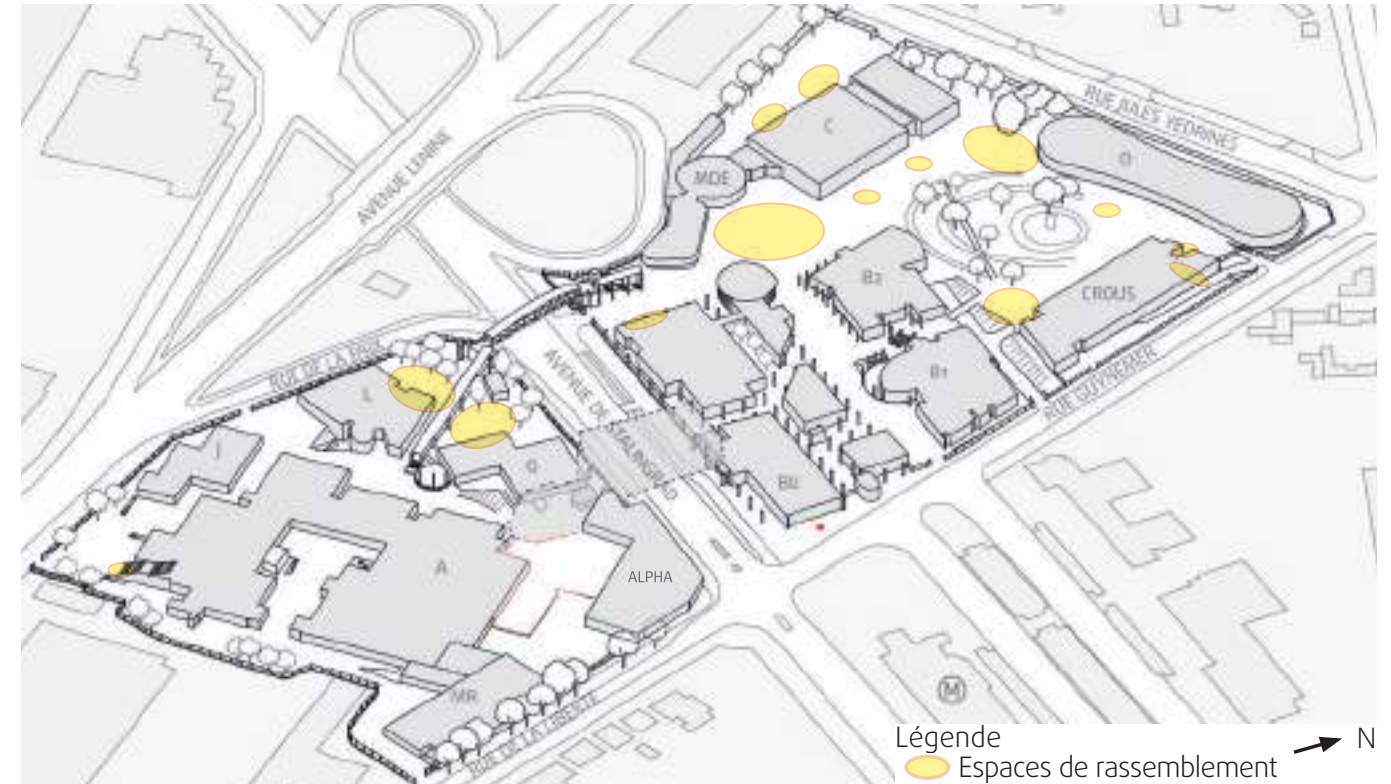 RUE JULES VEDRINES
C
D
AVENUE LENINE
MDE
B2
CROUS
B1
RUE GUYNEMER
AVENUE DE STALINGRAD
RUE DE LA
L
J
G
BU
A
ALPHA
MR
RUE DE LA LIBERTE
M
Légende
N
Espaces de rassemblement